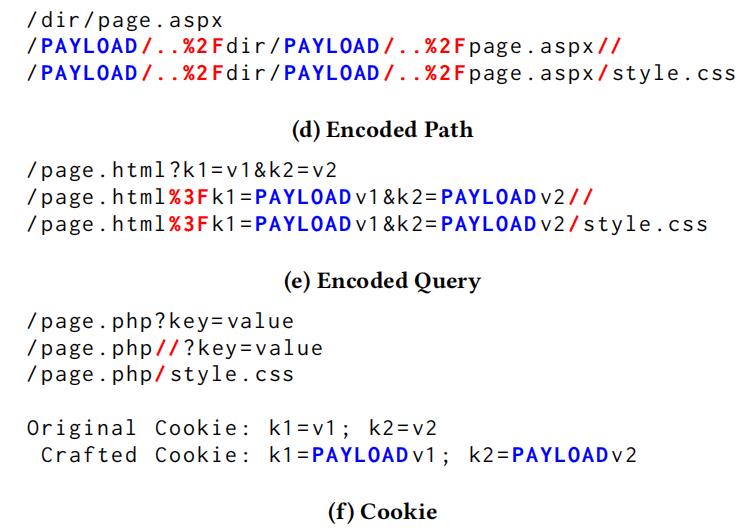 /dir/page.aspx
/PAYLOAD/..%2Fdir/PAYLOAD/..%2Fpage.aspx//
/PAYLOAD/..%2Fdir/PAYLOAD/..%2Fpage.aspx/style.css
(d) Encoded Path
/page.html?k1=v1&k2=v2
/page.html%3Fk1=PAYLOADv1&k2=PAYLOADv2//
/page.html%3Fk1=PAYLOADv1&k2=PAYLOADv2/style.css
(e) Encoded Query
/page.php?key=value
/page.php//?key=value
/page.php/style.css
Original Cookie: k1=v1; k2=v2
Crafted Cookie: k1=PAYLOADv1; k2=PAYLOADv2
(f) Cookie